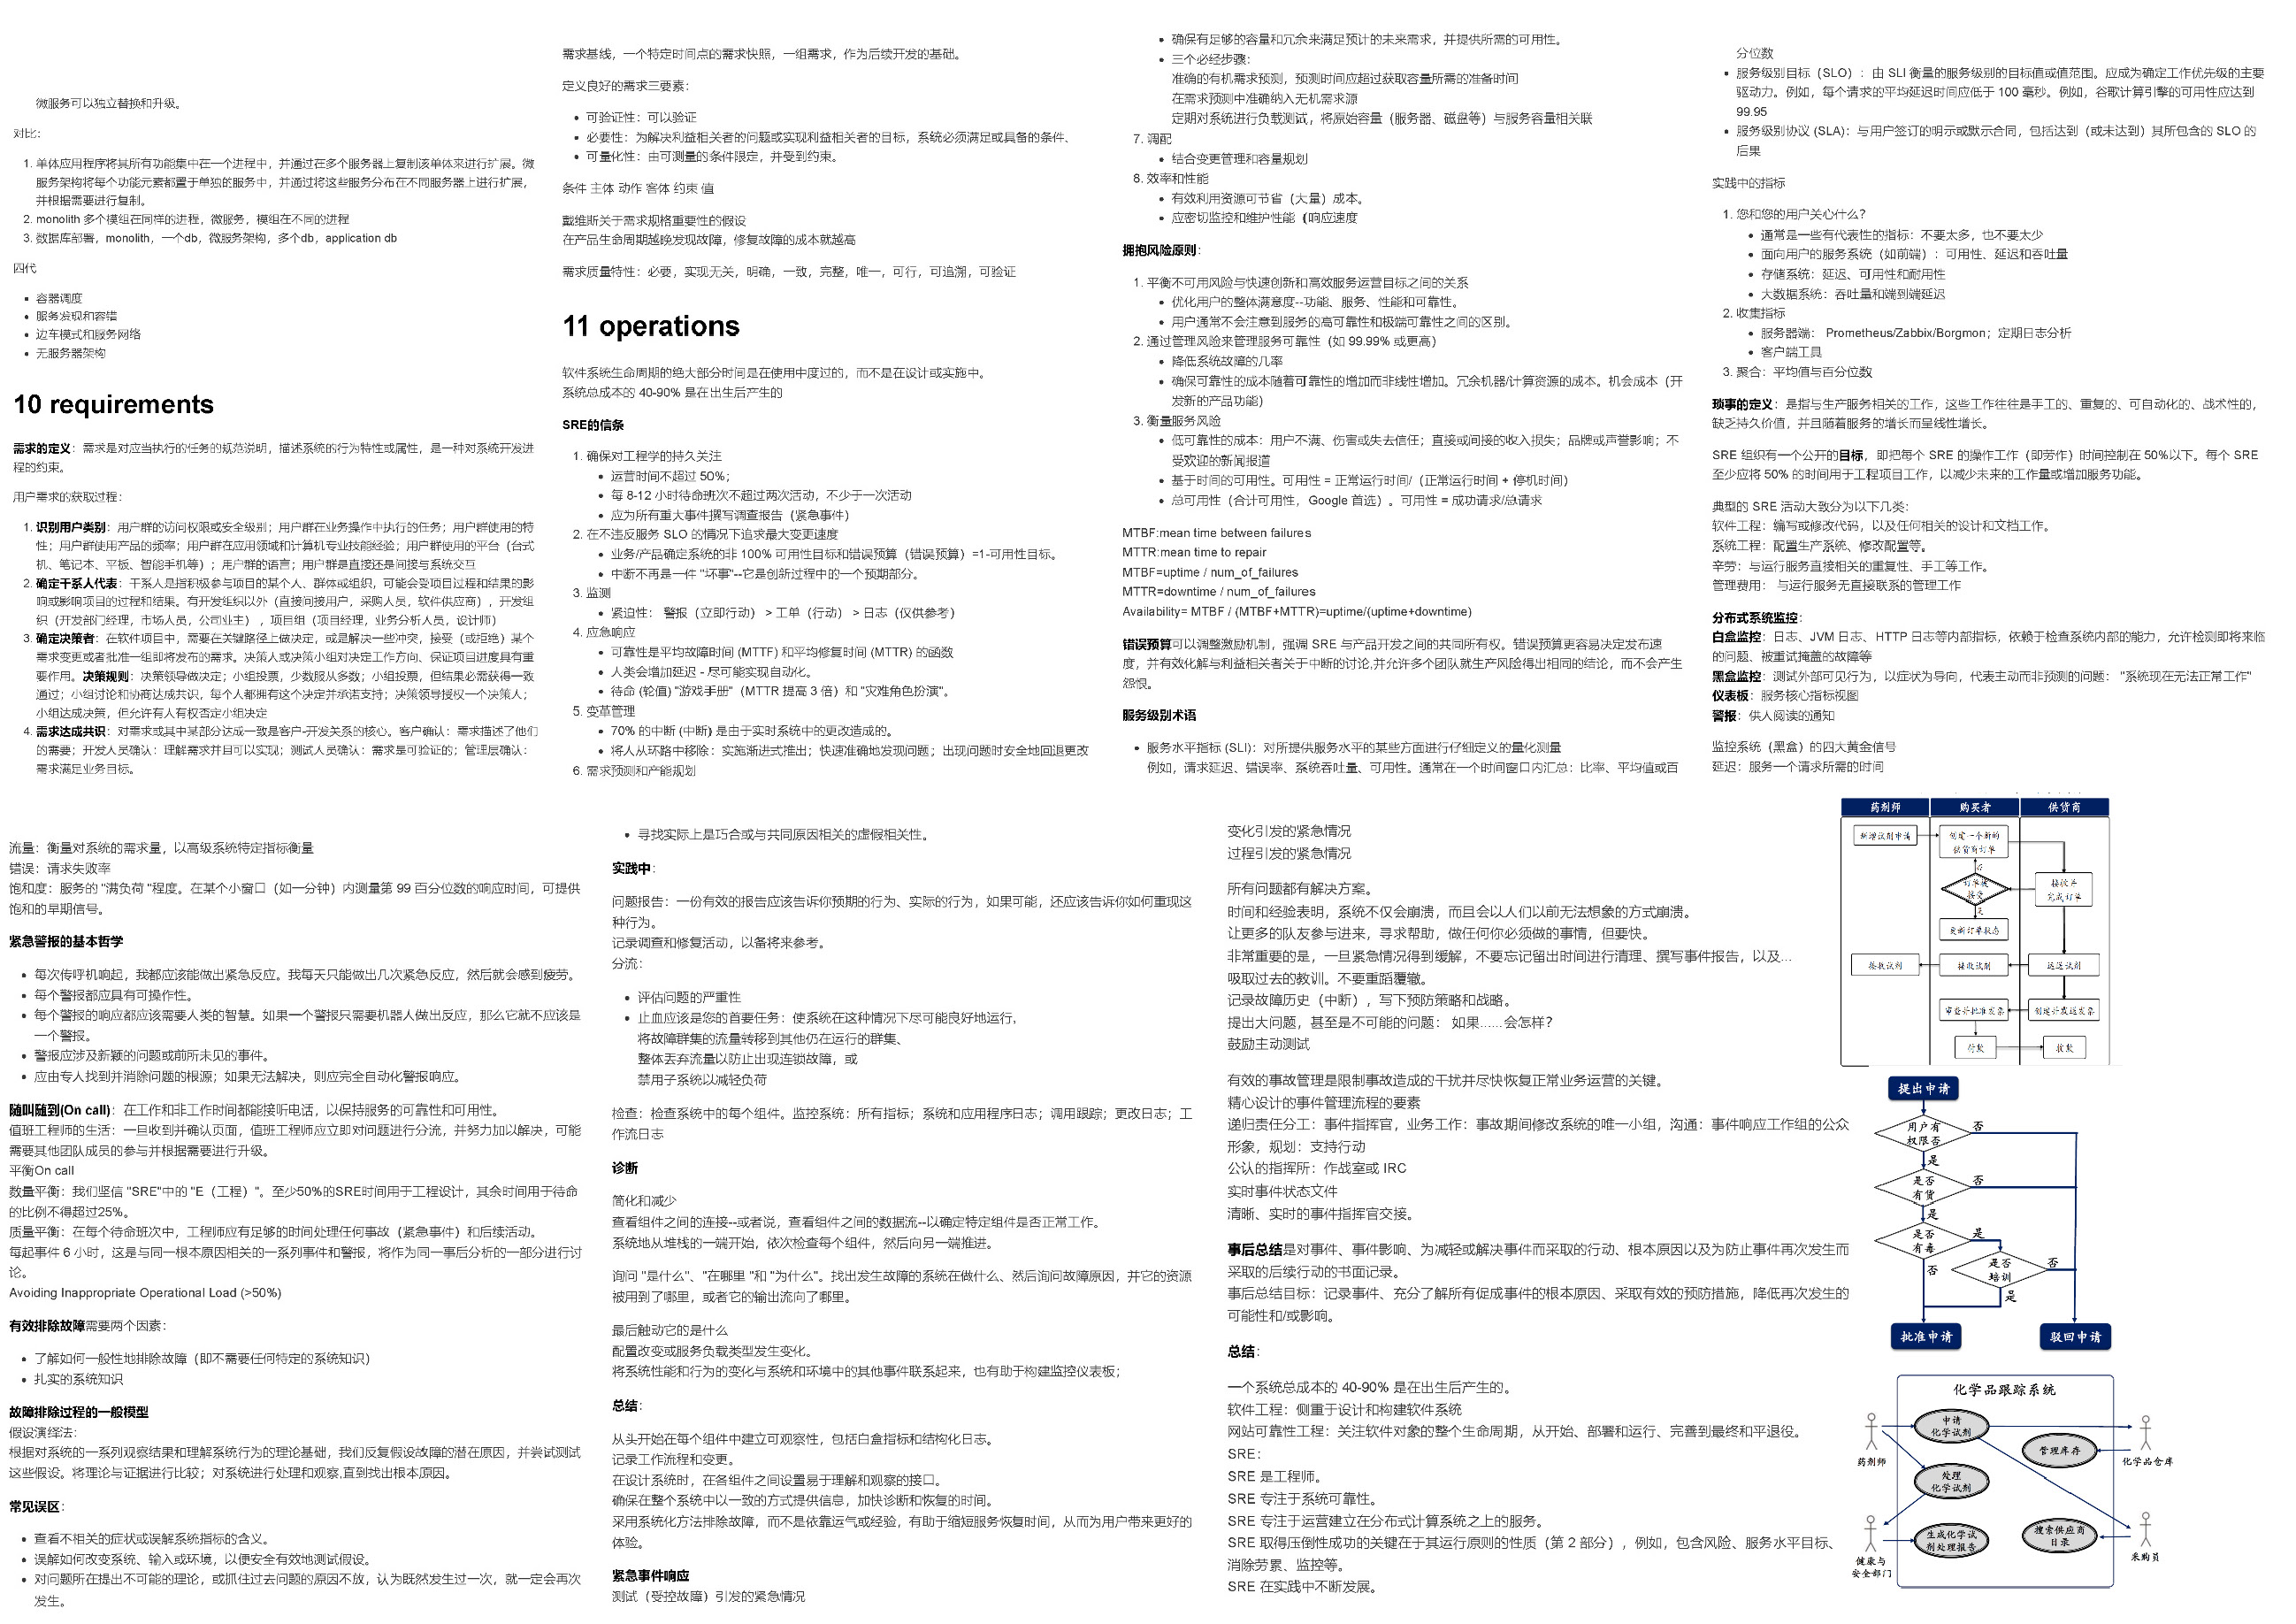 微服务可以独立替换和升级。
对比：
1. 单体应用程序将其所有功能集中在一个进程中，并通过在多个服务器上复制该单体来进行扩展。微
服务架构将每个功能元素都置于单独的服务中，并通过将这些服务分布在不同服务器上进行扩展，
并根据需要进行复制。
2. monolith 多个模组在同样的进程，微服务，模组在不同的进程
3. 数据库部署，monolith，一个db，微服务架构，多个db，application db
四代
• 容器调度
• 服务发现和容错
• 边车模式和服务网络
• 无服务器架构
10 requirements
需求的定义：需求是对应当执行的任务的规范说明，描述系统的行为特性或属性，是一种对系统开发进
程的约束。
用户需求的获取过程：
1. 识别用户类别：用户群的访问权限或安全级别；用户群在业务操作中执行的任务；用户群使用的特
性；用户群使用产品的频率；用户群在应用领域和计算机专业技能经验；用户群使用的平台（台式
机、笔记本、平板、智能手机等）；用户群的语言；用户群是直接还是间接与系统交互
2. 确定干系人代表：干系人是指积极参与项目的某个人、群体或组织，可能会受项目过程和结果的影
响或影响项目的过程和结果。有开发组织以外（直接间接用户，采购人员，软件供应商），开发组
织（开发部门经理，市场人员，公司业主），项目组（项目经理，业务分析人员，设计师）
3. 确定决策者：在软件项目中，需要在关键路径上做决定，或是解决一些冲突，接受（或拒绝）某个
需求变更或者批准一组即将发布的需求。决策人或决策小组对决定工作方向、保证项目进度具有重
要作用。决策规则：决策领导做决定；小组投票，少数服从多数；小组投票，但结果必需获得一致
通过；小组讨论和协商达成共识，每个人都拥有这个决定并承诺支持；决策领导授权一个决策人；
小组达成决策，但允许有人有权否定小组决定
4. 需求达成共识：对需求或其中某部分达成一致是客户-开发关系的核心。客户确认：需求描述了他们
的需要；开发人员确认：理解需求并且可以实现；测试人员确认：需求是可验证的；管理层确认：
需求满足业务目标。
需求基线，一个特定时间点的需求快照，一组需求，作为后续开发的基础。
定义良好的需求三要素：
• 可验证性：可以验证
• 必要性：为解决利益相关者的问题或实现利益相关者的目标，系统必须满足或具备的条件、
• 可量化性：由可测量的条件限定，并受到约束。
条件 主体 动作 客体 约束 值
戴维斯关于需求规格重要性的假设
在产品生命周期越晚发现故障，修复故障的成本就越高
需求质量特性：必要，实现无关，明确，一致，完整，唯一，可行，可追溯，可验证
11 operations
软件系统生命周期的绝大部分时间是在使用中度过的，而不是在设计或实施中。
系统总成本的 40-90% 是在出生后产生的
SRE的信条
1. 确保对工程学的持久关注
• 运营时间不超过 50%；
• 每 8-12 小时待命班次不超过两次活动，不少于一次活动
• 应为所有重大事件撰写调查报告（紧急事件）
2. 在不违反服务 SLO 的情况下追求最大变更速度
• 业务/产品确定系统的非 100% 可用性目标和错误预算（错误预算）=1-可用性目标。
• 中断不再是一件 "坏事"--它是创新过程中的一个预期部分。
3. 监测
• 紧迫性： 警报（立即行动） > 工单（行动） > 日志（仅供参考）
4. 应急响应
• 可靠性是平均故障时间 (MTTF) 和平均修复时间 (MTTR) 的函数
• 人类会增加延迟 - 尽可能实现自动化。
• 待命 (轮值) "游戏手册"（MTTR 提高 3 倍）和 "灾难角色扮演"。
5. 变革管理
• 70% 的中断 (中断) 是由于实时系统中的更改造成的。
• 将人从环路中移除：实施渐进式推出；快速准确地发现问题；出现问题时安全地回退更改
6. 需求预测和产能规划
• 确保有足够的容量和冗余来满足预计的未来需求，并提供所需的可用性。
• 三个必经步骤：
准确的有机需求预测，预测时间应超过获取容量所需的准备时间
在需求预测中准确纳入无机需求源
定期对系统进行负载测试，将原始容量（服务器、磁盘等）与服务容量相关联
7. 调配
• 结合变更管理和容量规划
8. 效率和性能
• 有效利用资源可节省（大量）成本。
• 应密切监控和维护性能（响应速度
拥抱风险原则：
1. 平衡不可用风险与快速创新和高效服务运营目标之间的关系
• 优化用户的整体满意度--功能、服务、性能和可靠性。
• 用户通常不会注意到服务的高可靠性和极端可靠性之间的区别。
2. 通过管理风险来管理服务可靠性（如 99.99% 或更高）
• 降低系统故障的几率
• 确保可靠性的成本随着可靠性的增加而非线性增加。冗余机器/计算资源的成本。机会成本（开
发新的产品功能）
3. 衡量服务风险
• 低可靠性的成本：用户不满、伤害或失去信任；直接或间接的收入损失；品牌或声誉影响；不
受欢迎的新闻报道
• 基于时间的可用性。可用性 = 正常运行时间/（正常运行时间 + 停机时间）
• 总可用性（合计可用性，Google 首选）。可用性 = 成功请求/总请求
MTBF:mean time between failures
MTTR:mean time to repair
MTBF=uptime / num_of_failures
MTTR=downtime / num_of_failures
Availability= MTBF / (MTBF+MTTR)=uptime/(uptime+downtime)
错误预算可以调整激励机制，强调 SRE 与产品开发之间的共同所有权。错误预算更容易决定发布速
度，并有效化解与利益相关者关于中断的讨论,并允许多个团队就生产风险得出相同的结论，而不会产生
怨恨。
服务级别术语
• 服务水平指标 (SLI)：对所提供服务水平的某些方面进行仔细定义的量化测量
例如，请求延迟、错误率、系统吞吐量、可用性。通常在一个时间窗口内汇总：比率、平均值或百
分位数
• 服务级别目标（SLO）：由 SLI 衡量的服务级别的目标值或值范围。应成为确定工作优先级的主要
驱动力。例如，每个请求的平均延迟时间应低于 100 毫秒。例如，谷歌计算引擎的可用性应达到
99.95
• 服务级别协议 (SLA)：与用户签订的明示或默示合同，包括达到（或未达到）其所包含的 SLO 的
后果
实践中的指标
1. 您和您的用户关心什么？
• 通常是一些有代表性的指标：不要太多，也不要太少
• 面向用户的服务系统（如前端）：可用性、延迟和吞吐量
• 存储系统：延迟、可用性和耐用性
• 大数据系统：吞吐量和端到端延迟
2. 收集指标
• 服务器端： Prometheus/Zabbix/Borgmon；定期日志分析
• 客户端工具
3. 聚合：平均值与百分位数
琐事的定义：是指与生产服务相关的工作，这些工作往往是手工的、重复的、可自动化的、战术性的，
缺乏持久价值，并且随着服务的增长而呈线性增长。
SRE 组织有一个公开的目标，即把每个 SRE 的操作工作（即劳作）时间控制在 50%以下。每个 SRE
至少应将 50% 的时间用于工程项目工作，以减少未来的工作量或增加服务功能。
典型的 SRE 活动大致分为以下几类：
软件工程：编写或修改代码，以及任何相关的设计和文档工作。
系统工程：配置生产系统、修改配置等。
辛劳：与运行服务直接相关的重复性、手工等工作。
管理费用： 与运行服务无直接联系的管理工作
分布式系统监控：
白盒监控：日志、JVM 日志、HTTP 日志等内部指标，依赖于检查系统内部的能力，允许检测即将来临
的问题、被重试掩盖的故障等
黑盒监控：测试外部可见行为，以症状为导向，代表主动而非预测的问题： "系统现在无法正常工作"
仪表板：服务核心指标视图
警报：供人阅读的通知
监控系统（黑盒）的四大黄金信号
延迟：服务一个请求所需的时间
流量：衡量对系统的需求量，以高级系统特定指标衡量
错误：请求失败率
饱和度：服务的 "满负荷 "程度。在某个小窗口（如一分钟）内测量第 99 百分位数的响应时间，可提供
饱和的早期信号。
紧急警报的基本哲学
• 每次传呼机响起，我都应该能做出紧急反应。我每天只能做出几次紧急反应，然后就会感到疲劳。
• 每个警报都应具有可操作性。
• 每个警报的响应都应该需要人类的智慧。如果一个警报只需要机器人做出反应，那么它就不应该是
一个警报。
• 警报应涉及新颖的问题或前所未见的事件。
• 应由专人找到并消除问题的根源；如果无法解决，则应完全自动化警报响应。
随叫随到(On call)：在工作和非工作时间都能接听电话，以保持服务的可靠性和可用性。
值班工程师的生活：一旦收到并确认页面，值班工程师应立即对问题进行分流，并努力加以解决，可能
需要其他团队成员的参与并根据需要进行升级。
平衡On call
数量平衡：我们坚信 "SRE"中的 "E（工程）"。至少50%的SRE时间用于工程设计，其余时间用于待命
的比例不得超过25%。
质量平衡：在每个待命班次中，工程师应有足够的时间处理任何事故（紧急事件）和后续活动。
每起事件 6 小时，这是与同一根本原因相关的一系列事件和警报，将作为同一事后分析的一部分进行讨
论。
Avoiding Inappropriate Operational Load (>50%)
有效排除故障需要两个因素：
• 了解如何一般性地排除故障（即不需要任何特定的系统知识）
• 扎实的系统知识
故障排除过程的一般模型
假设演绎法：
根据对系统的一系列观察结果和理解系统行为的理论基础，我们反复假设故障的潜在原因，并尝试测试
这些假设。将理论与证据进行比较；对系统进行处理和观察,直到找出根本原因。
常见误区：
• 查看不相关的症状或误解系统指标的含义。
• 误解如何改变系统、输入或环境，以便安全有效地测试假设。
• 对问题所在提出不可能的理论，或抓住过去问题的原因不放，认为既然发生过一次，就一定会再次
发生。
• 寻找实际上是巧合或与共同原因相关的虚假相关性。
实践中：
问题报告：一份有效的报告应该告诉你预期的行为、实际的行为，如果可能，还应该告诉你如何重现这
种行为。
记录调查和修复活动，以备将来参考。
分流：
• 评估问题的严重性
• 止血应该是您的首要任务：使系统在这种情况下尽可能良好地运行，
将故障群集的流量转移到其他仍在运行的群集、
整体丢弃流量以防止出现连锁故障，或
禁用子系统以减轻负荷
检查：检查系统中的每个组件。监控系统：所有指标；系统和应用程序日志；调用跟踪；更改日志；工
作流日志
诊断
简化和减少
查看组件之间的连接--或者说，查看组件之间的数据流--以确定特定组件是否正常工作。
系统地从堆栈的一端开始，依次检查每个组件，然后向另一端推进。
询问 "是什么"、"在哪里 "和 "为什么"。找出发生故障的系统在做什么、然后询问故障原因，并它的资源
被用到了哪里，或者它的输出流向了哪里。
最后触动它的是什么
配置改变或服务负载类型发生变化。
将系统性能和行为的变化与系统和环境中的其他事件联系起来，也有助于构建监控仪表板；
总结：
从头开始在每个组件中建立可观察性，包括白盒指标和结构化日志。
记录工作流程和变更。
在设计系统时，在各组件之间设置易于理解和观察的接口。
确保在整个系统中以一致的方式提供信息，加快诊断和恢复的时间。
采用系统化方法排除故障，而不是依靠运气或经验，有助于缩短服务恢复时间，从而为用户带来更好的
体验。
紧急事件响应
测试（受控故障）引发的紧急情况
变化引发的紧急情况
过程引发的紧急情况
所有问题都有解决方案。
时间和经验表明，系统不仅会崩溃，而且会以人们以前无法想象的方式崩溃。
让更多的队友参与进来，寻求帮助，做任何你必须做的事情，但要快。
非常重要的是，一旦紧急情况得到缓解，不要忘记留出时间进行清理、撰写事件报告，以及...
吸取过去的教训。不要重蹈覆辙。
记录故障历史（中断），写下预防策略和战略。
提出大问题，甚至是不可能的问题： 如果......会怎样？
鼓励主动测试
有效的事故管理是限制事故造成的干扰并尽快恢复正常业务运营的关键。
精心设计的事件管理流程的要素
递归责任分工：事件指挥官，业务工作：事故期间修改系统的唯一小组，沟通：事件响应工作组的公众
形象，规划：支持行动
公认的指挥所：作战室或 IRC
实时事件状态文件
清晰、实时的事件指挥官交接。
事后总结是对事件、事件影响、为减轻或解决事件而采取的行动、根本原因以及为防止事件再次发生而
采取的后续行动的书面记录。
事后总结目标：记录事件、充分了解所有促成事件的根本原因、采取有效的预防措施，降低再次发生的
可能性和/或影响。
总结：
一个系统总成本的 40-90% 是在出生后产生的。
软件工程：侧重于设计和构建软件系统
网站可靠性工程：关注软件对象的整个生命周期，从开始、部署和运行、完善到最终和平退役。
SRE：
SRE 是工程师。
SRE 专注于系统可靠性。
SRE 专注于运营建立在分布式计算系统之上的服务。
SRE 取得压倒性成功的关键在于其运行原则的性质（第 2 部分），例如，包含风险、服务水平目标、
消除劳累、监控等。
SRE 在实践中不断发展。
药剂师 购买者 供货商
新增试剂申请
创建一个新的
供货商订单
否
订单被
接受
接收并
完成订单
是
更新订单状态
接收试剂
接收试剂
运送试剂
审查并批准发票
创建并发送发票
付款
收款
提出申请
用户有
权限否
否
是
是否
有货
否
是
是否
有毒
是
是否
培训
否
否
是
批准申请
驳回申请
化学品跟踪系统
申请
化学试剂
管理库存
药剂师
化学品仓库
处理
化学试剂
生成化学试
剂处理报告
搜索供应商
目录
健康与
安全部门
采购员